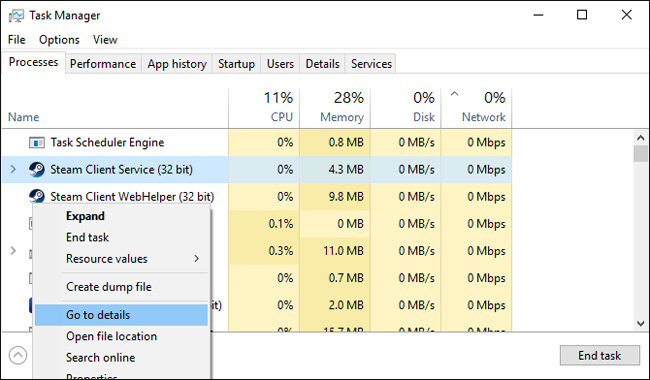 Task Manager
File Options View
Processes Performance App history Startup Users Details Services
11% 28% 0% 0%
Name CPU Memory Disk Network
Task Scheduler Engine 0% 0.8 MB 0 MB/s 0 Mbps
Steam Client Service (32 bit) 0% 4.3 MB 0 MB/s 0 Mbps
Steam Client WebHelper (32 bit) 0% 9.8 MB 0 MB/s 0 Mbps
Expand 0.1% 0 MB 0 MB/s 0 Mbps
End task
Resource values 0.3% 11.0 MB 0 MB/s 0 Mbps
0% 0.7 MB 0 MB/s 0 Mbps
Create dump file
bit) 0% 2.0 MB 0 MB/s 0 Mbps
Go to details
Open file location 0% 15.7 MB 0 MB/s 0 Mbps
Search online End task
Properties